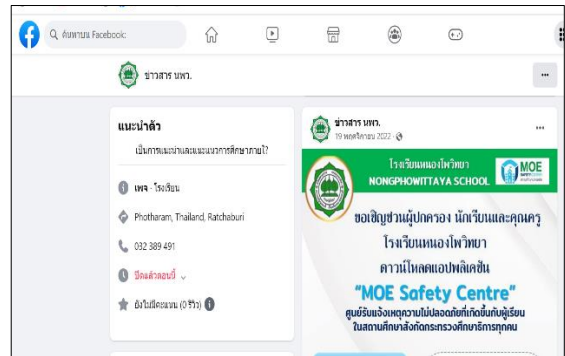 ค้นหาบน Facebook
ข่าวสาร นพว.
แนะนำตัว
เป็นการแนะนำและแนวการศึกษาภายใ?
เพจ · โรงเรียน
Photharam, Thailand, Ratchaburi
032 389 491
ปิดแล้วตอนนี้
ยังไม่มีคะแนน (0 รีวิว)
ข่าวสาร นพว.
19 พฤศจิกายน 2022
โรงเรียนหนองโพวิทยา
NONGPHOWITTAYA SCHOOL
MOE
ขอเชิญชวนผู้ปกครอง นักเรียนและคุณครู
โรงเรียนหนองโพวิทยา
ดาวน์โหลดแอปพลิเคชัน
“MOE Safety Centre”
ศูนย์รับแจ้งเหตุความไม่ปลอดภัยที่เกิดขึ้นกับผู้เรียน
ในสถานศึกษาสังกัดกระทรวงศึกษาธิการทุกคน